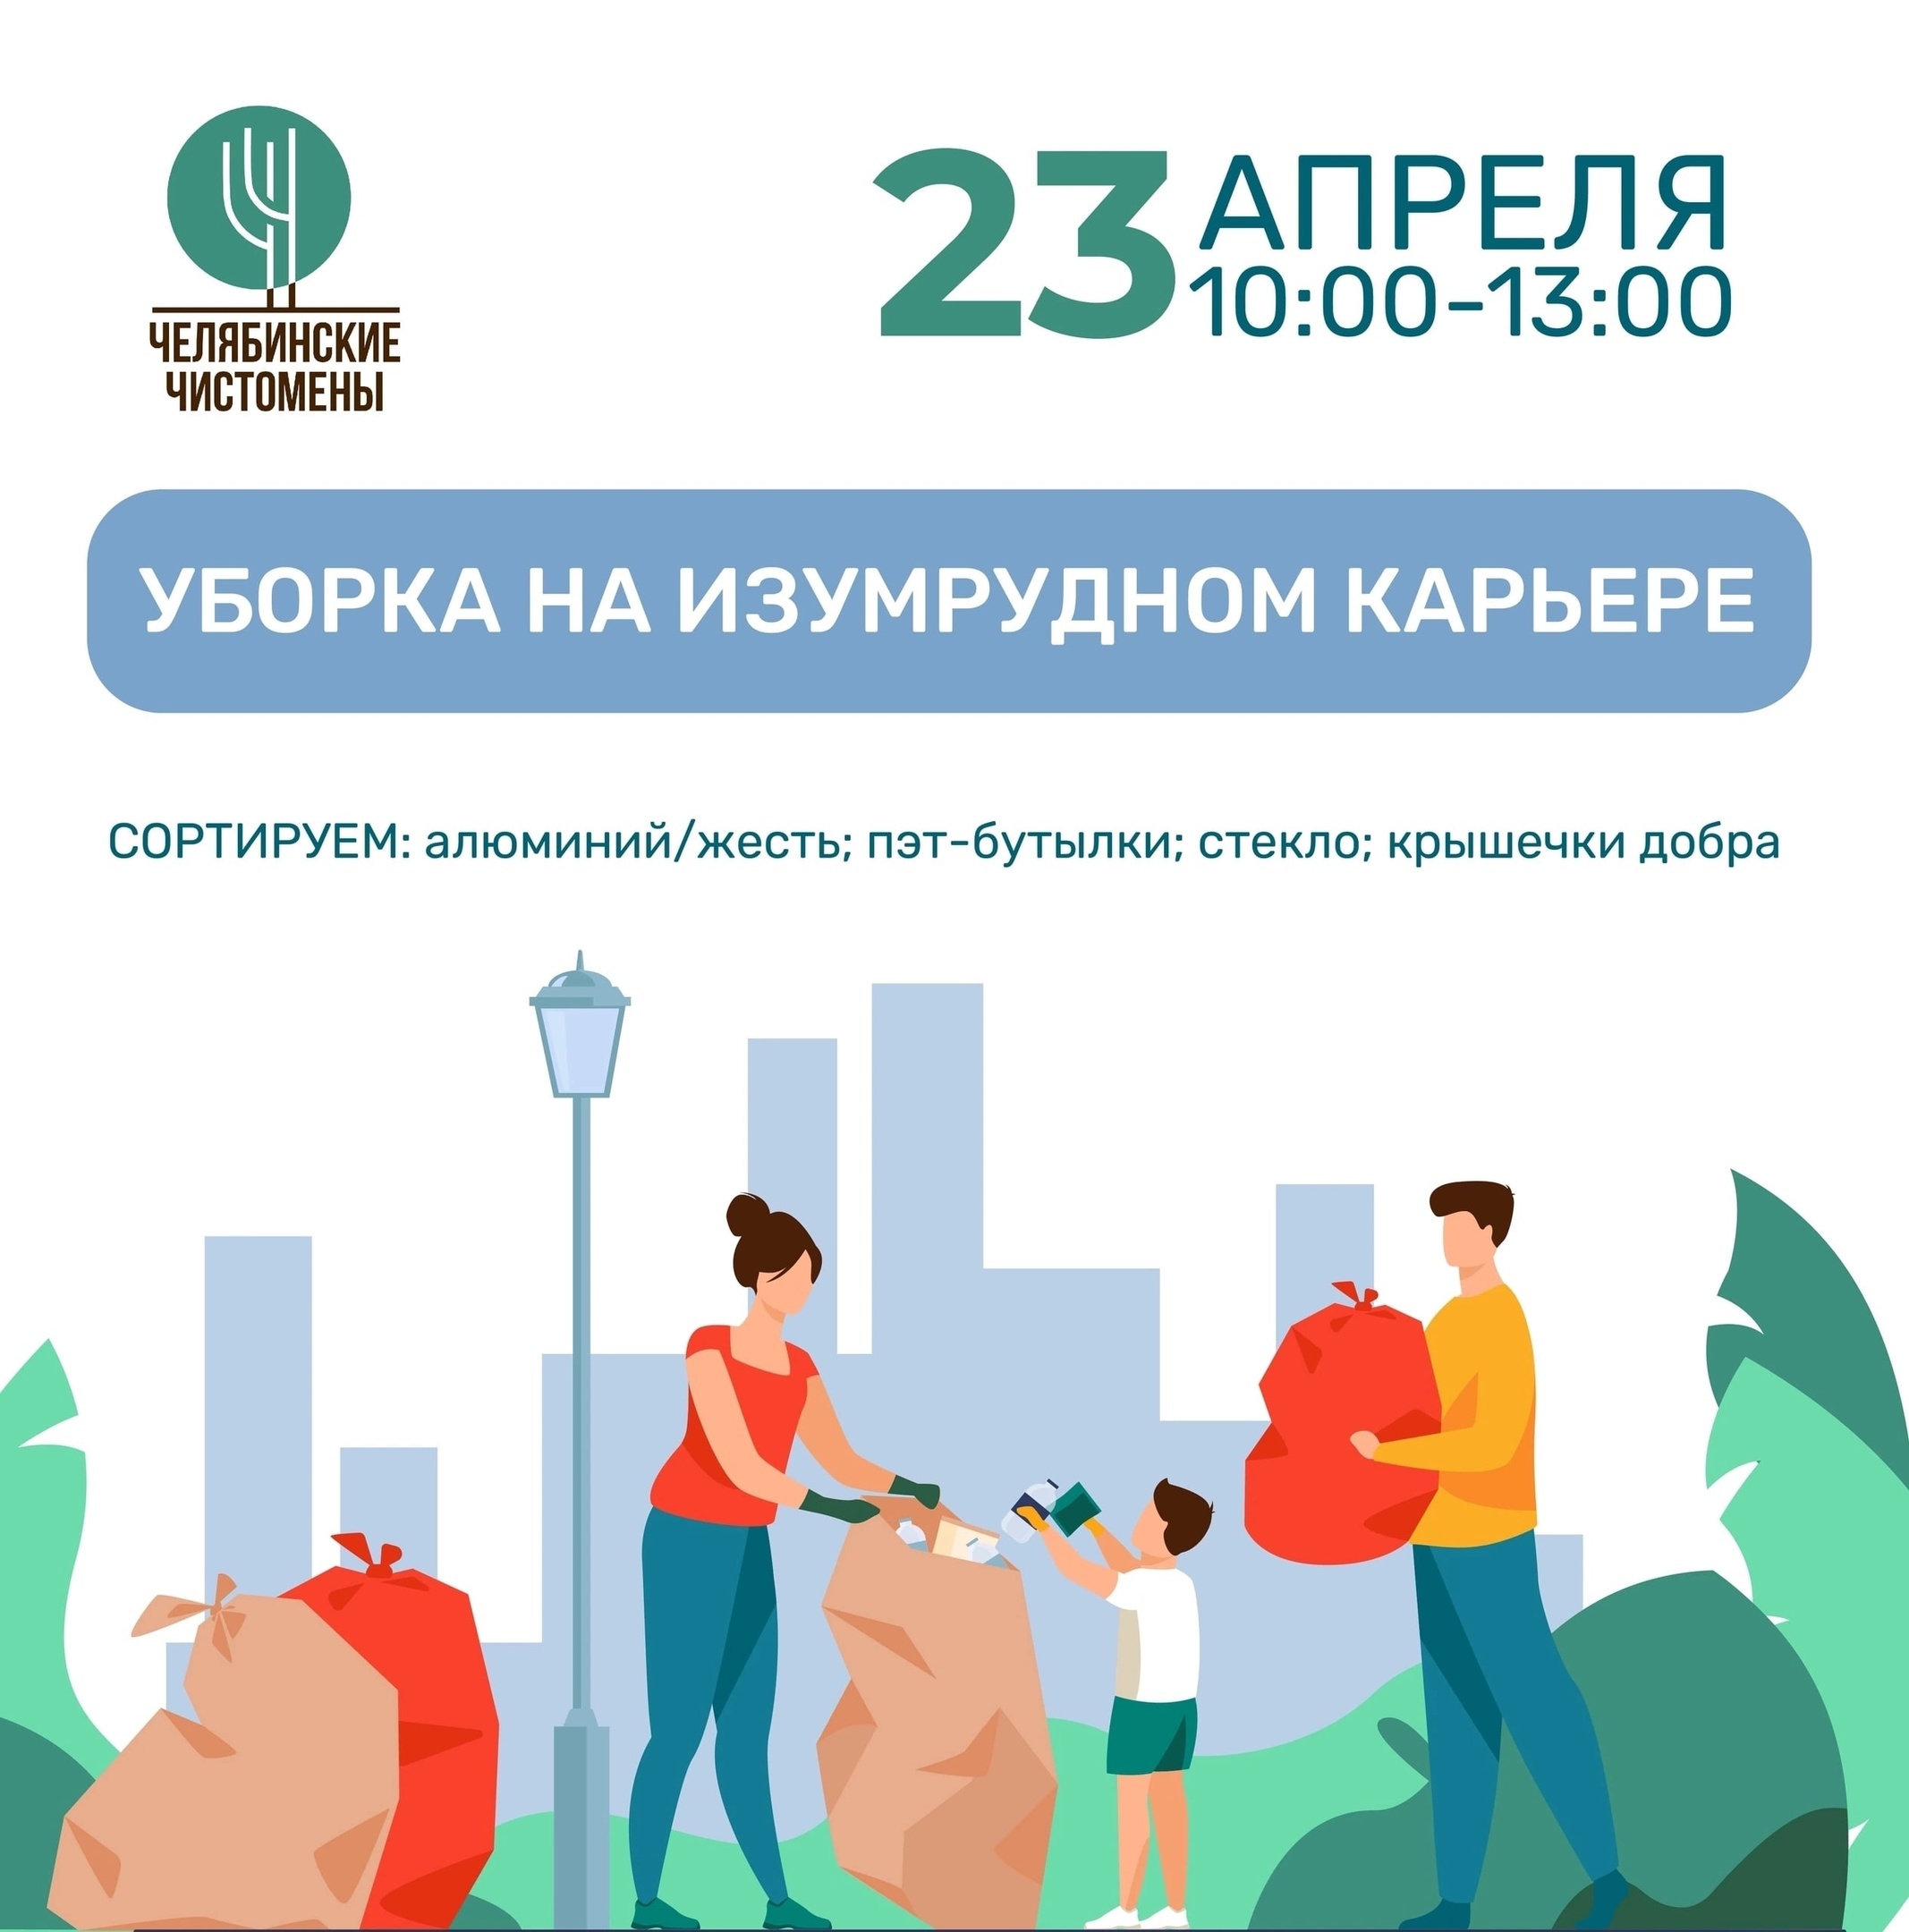 ЧЕЛЯБИНСКИЕ
ЧИСТОМЕНЫ
23 АПРЕЛЯ
10:00-13:00
УБОРКА НА ИЗУМРУДНОМ КАРЬЕРЕ
СОРТИРУЕМ: алюминий/жесть; пэт-бутылки; стекло; крышечки добра